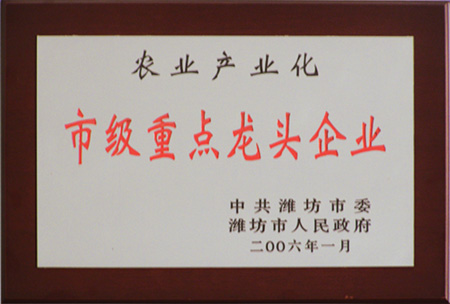 农业产业化
市级重点龙头企业
中共潍坊市委
潍坊市人民政府
二00六年一月